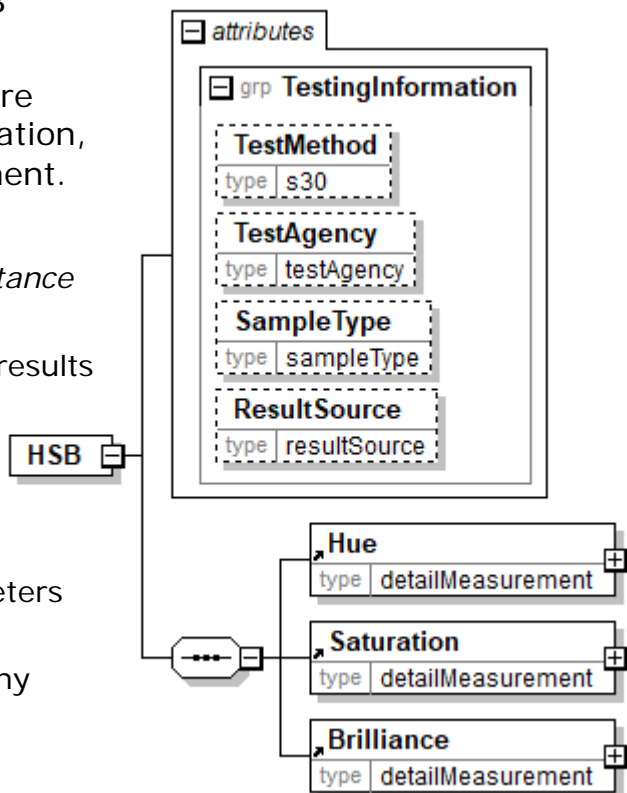 s
re
ation,
ent.
tance
results
eters
ny
HSB
attributes
grp TestingInformation
TestMethod
type s30
TestAgency
type testAgency
SampleType
type sampleType
ResultSource
type resultSource
Hue
type detailMeasurement
Saturation
type detailMeasurement
Brilliance
type detailMeasurement